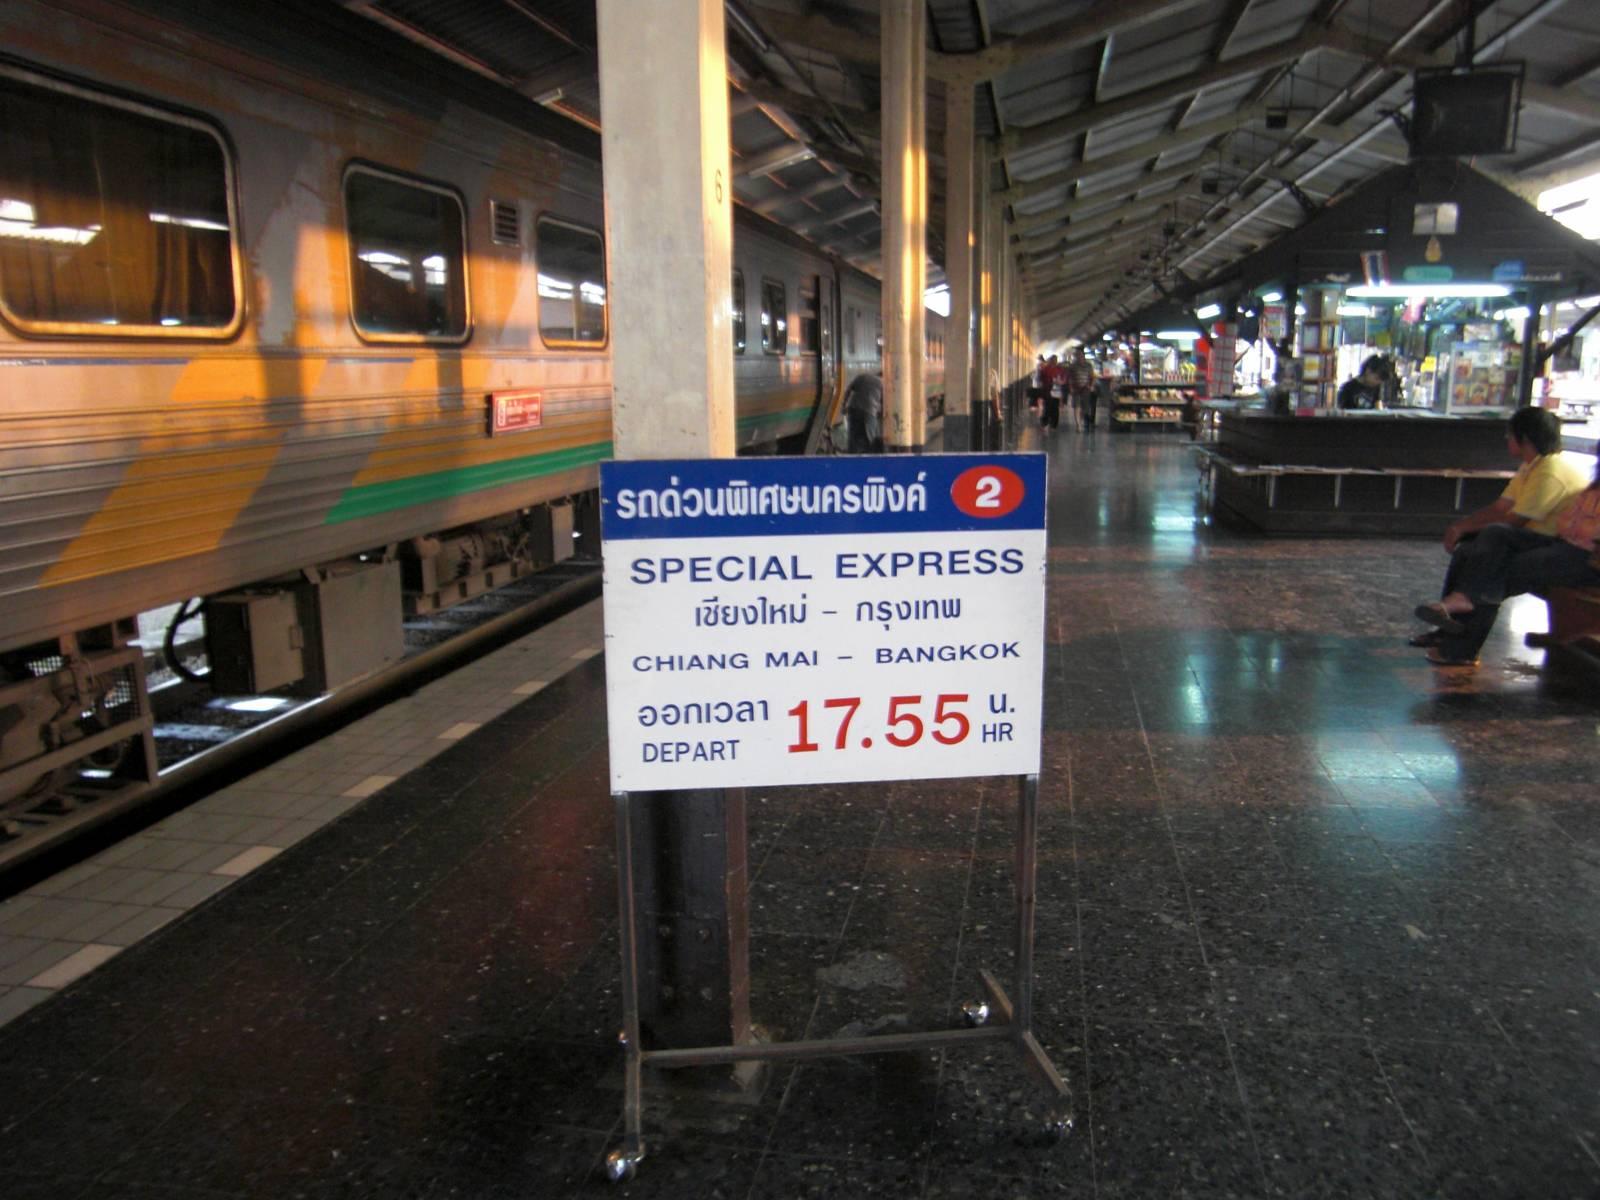 6
รถด่วนพิเศษนครพิงค์ 2
SPECIAL EXPRESS
เชียงใหม่ - กรุงเทพ
CHIANG MAI - BANGKOK
ออกเวลา 17.55 น.
DEPART HR